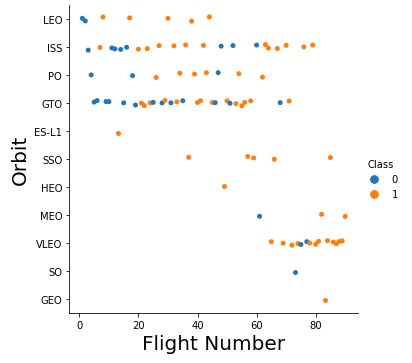 LEO
ISS
PO
GTO
ES-L1
SSO
HEO
MEO
VLEO
SO
GEO
Orbit
0 20 40 60 80
Flight Number
Class
0
1